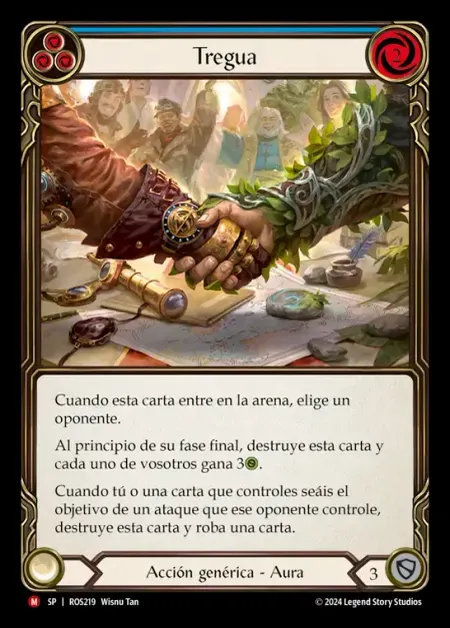 2
Tregua
Cuando esta carta entre en la arena, elige un
oponente.
Al principio de su fase final, destruye esta carta y
cada uno de vosotros gana 3.
Cuando tú o una carta que controles seáis el
objetivo de un ataque que ese oponente controle,
destruye esta carta y roba una carta.
Acción genérica - Aura 3
M SP | ROS219 Wisnu Tan © 2024 Legend Story Studios